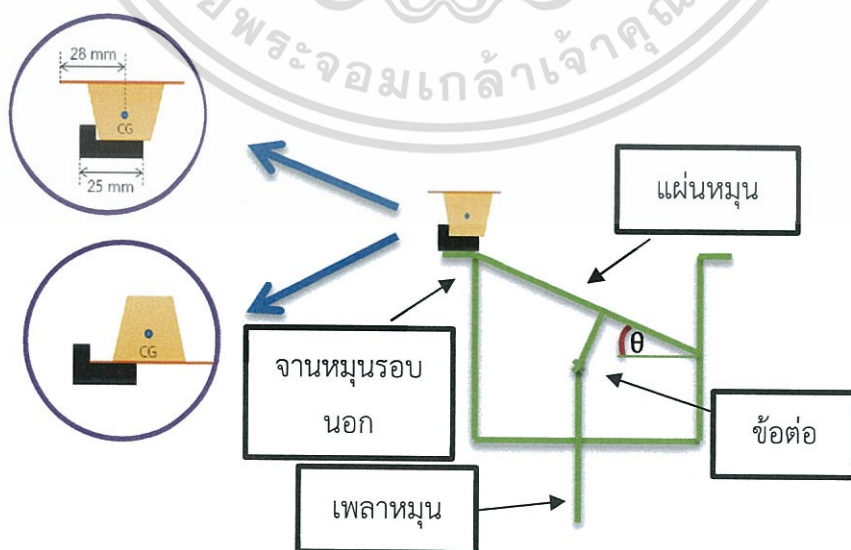 พระจอมเกล้าเจ้าคุณ
28 mm
CG
25 mm
CG
แผ่นหมุน
θ
จานหมุนรอบ
นอก
ข้อต่อ
เพลาหมุน